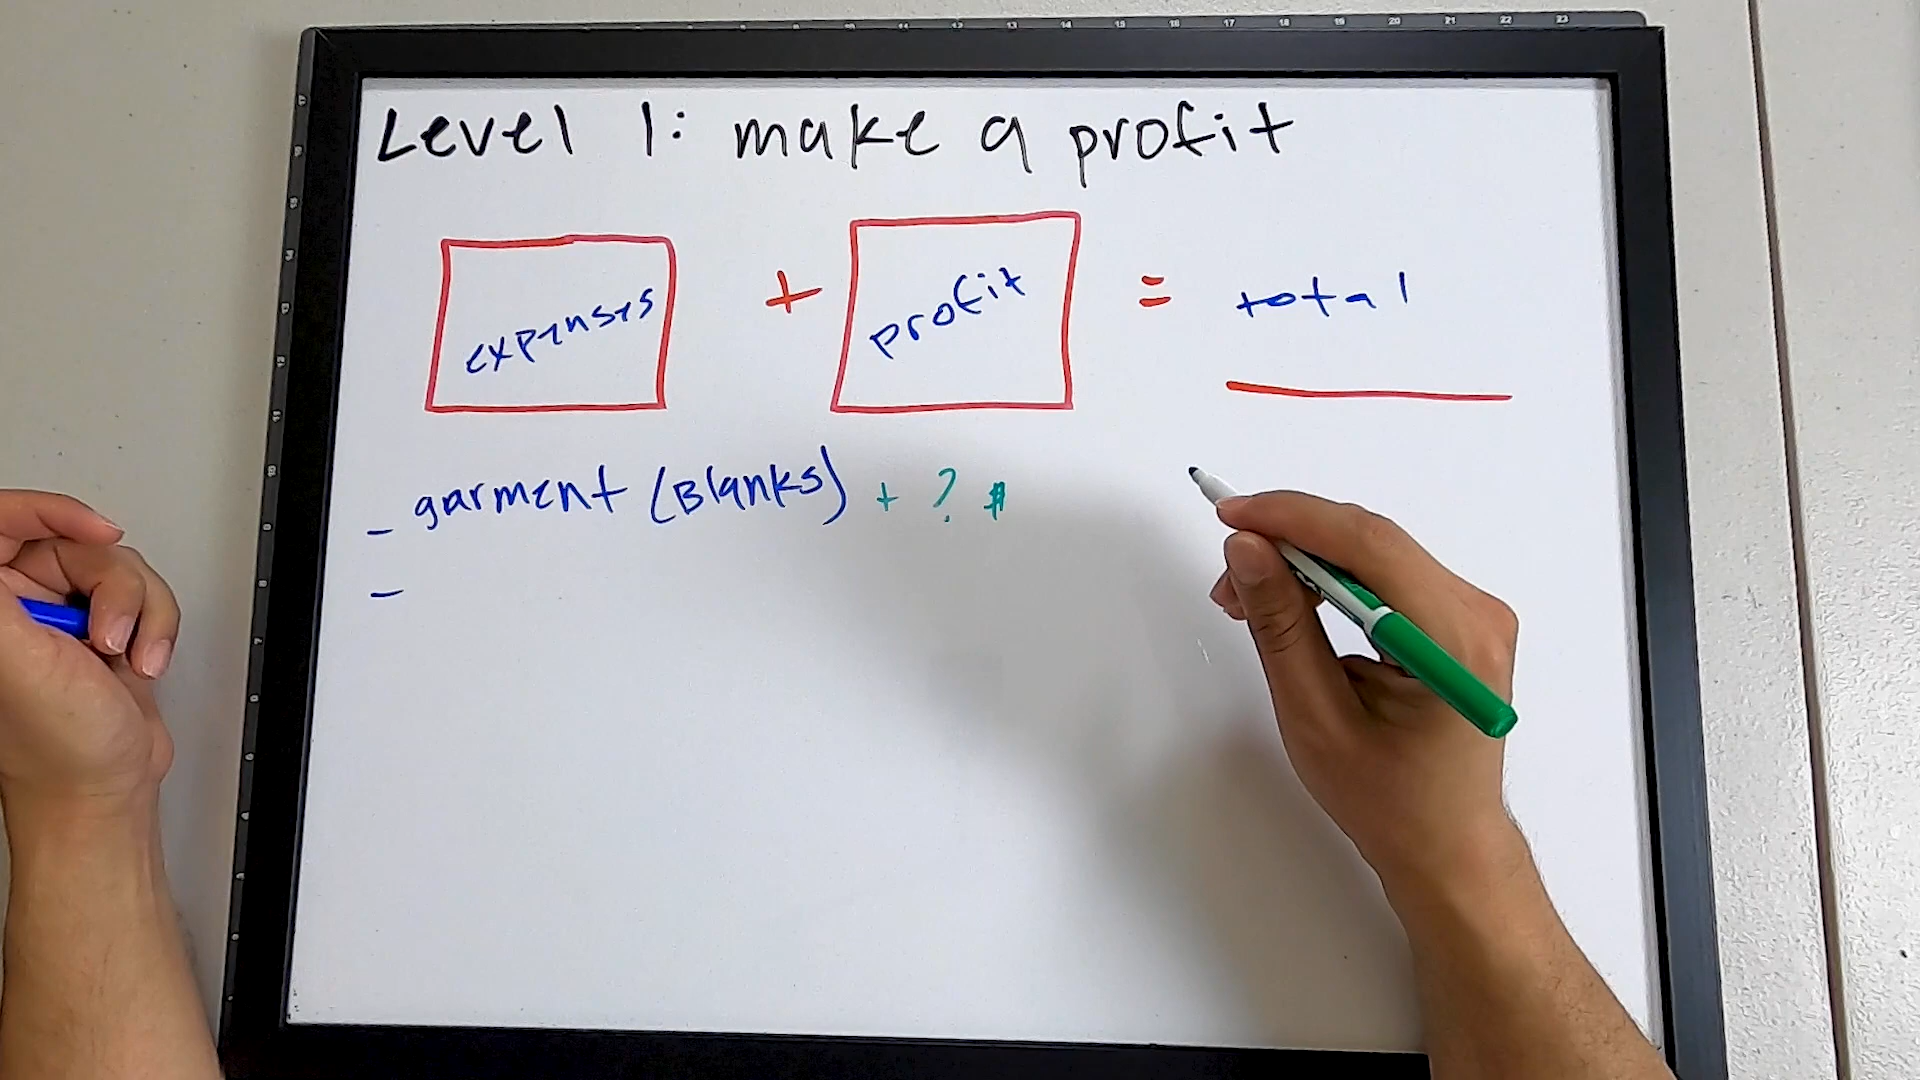 Level 1: make a profit
expenses + profit = total
- garment (Blanks) + ? #
-